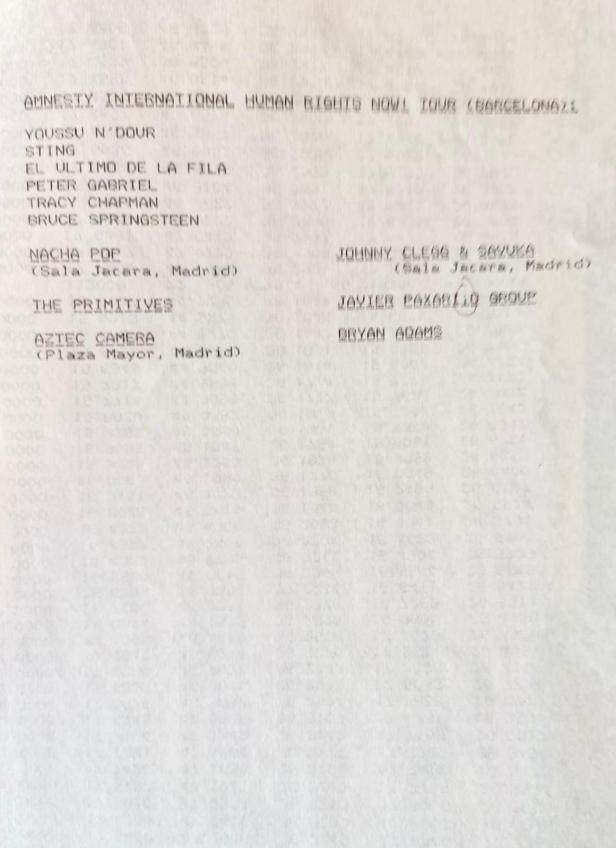 AMNESTY INTERNATIONAL HUMAN RIGHTS NOW! TOUR (BARCELONA):
YOUSSU N'DOUR
STING
EL ULTIMO DE LA FILA
PETER GABRIEL
TRACY CHAPMAN
BRUCE SPRINGSTEEN
NACHA POP
(Sala Jacara, Madrid)
THE PRIMITIVES
AZTEC CAMERA
(Plaza Mayor, Madrid)
JOHNNY CLEGG & SAVUKA
(Sala Jacara, Madrid)
JAVIER PAXARIÑO GROUP
BRYAN ADAMS